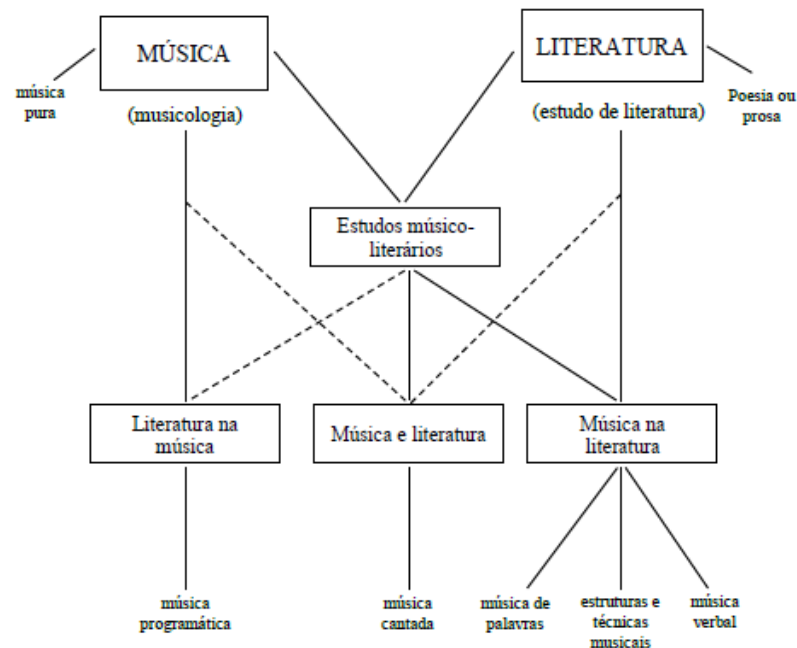 MÚSICA
LITERATURA
música
pura
(musicologia)
(estudo de literatura)
Poesia ou
prosa
Estudos músico-
literários
Literatura na
música
Música e literatura
Música na
literatura
música
programática
música
cantada
música de
palavras
estruturas e
técnicas
musicais
música
verbal